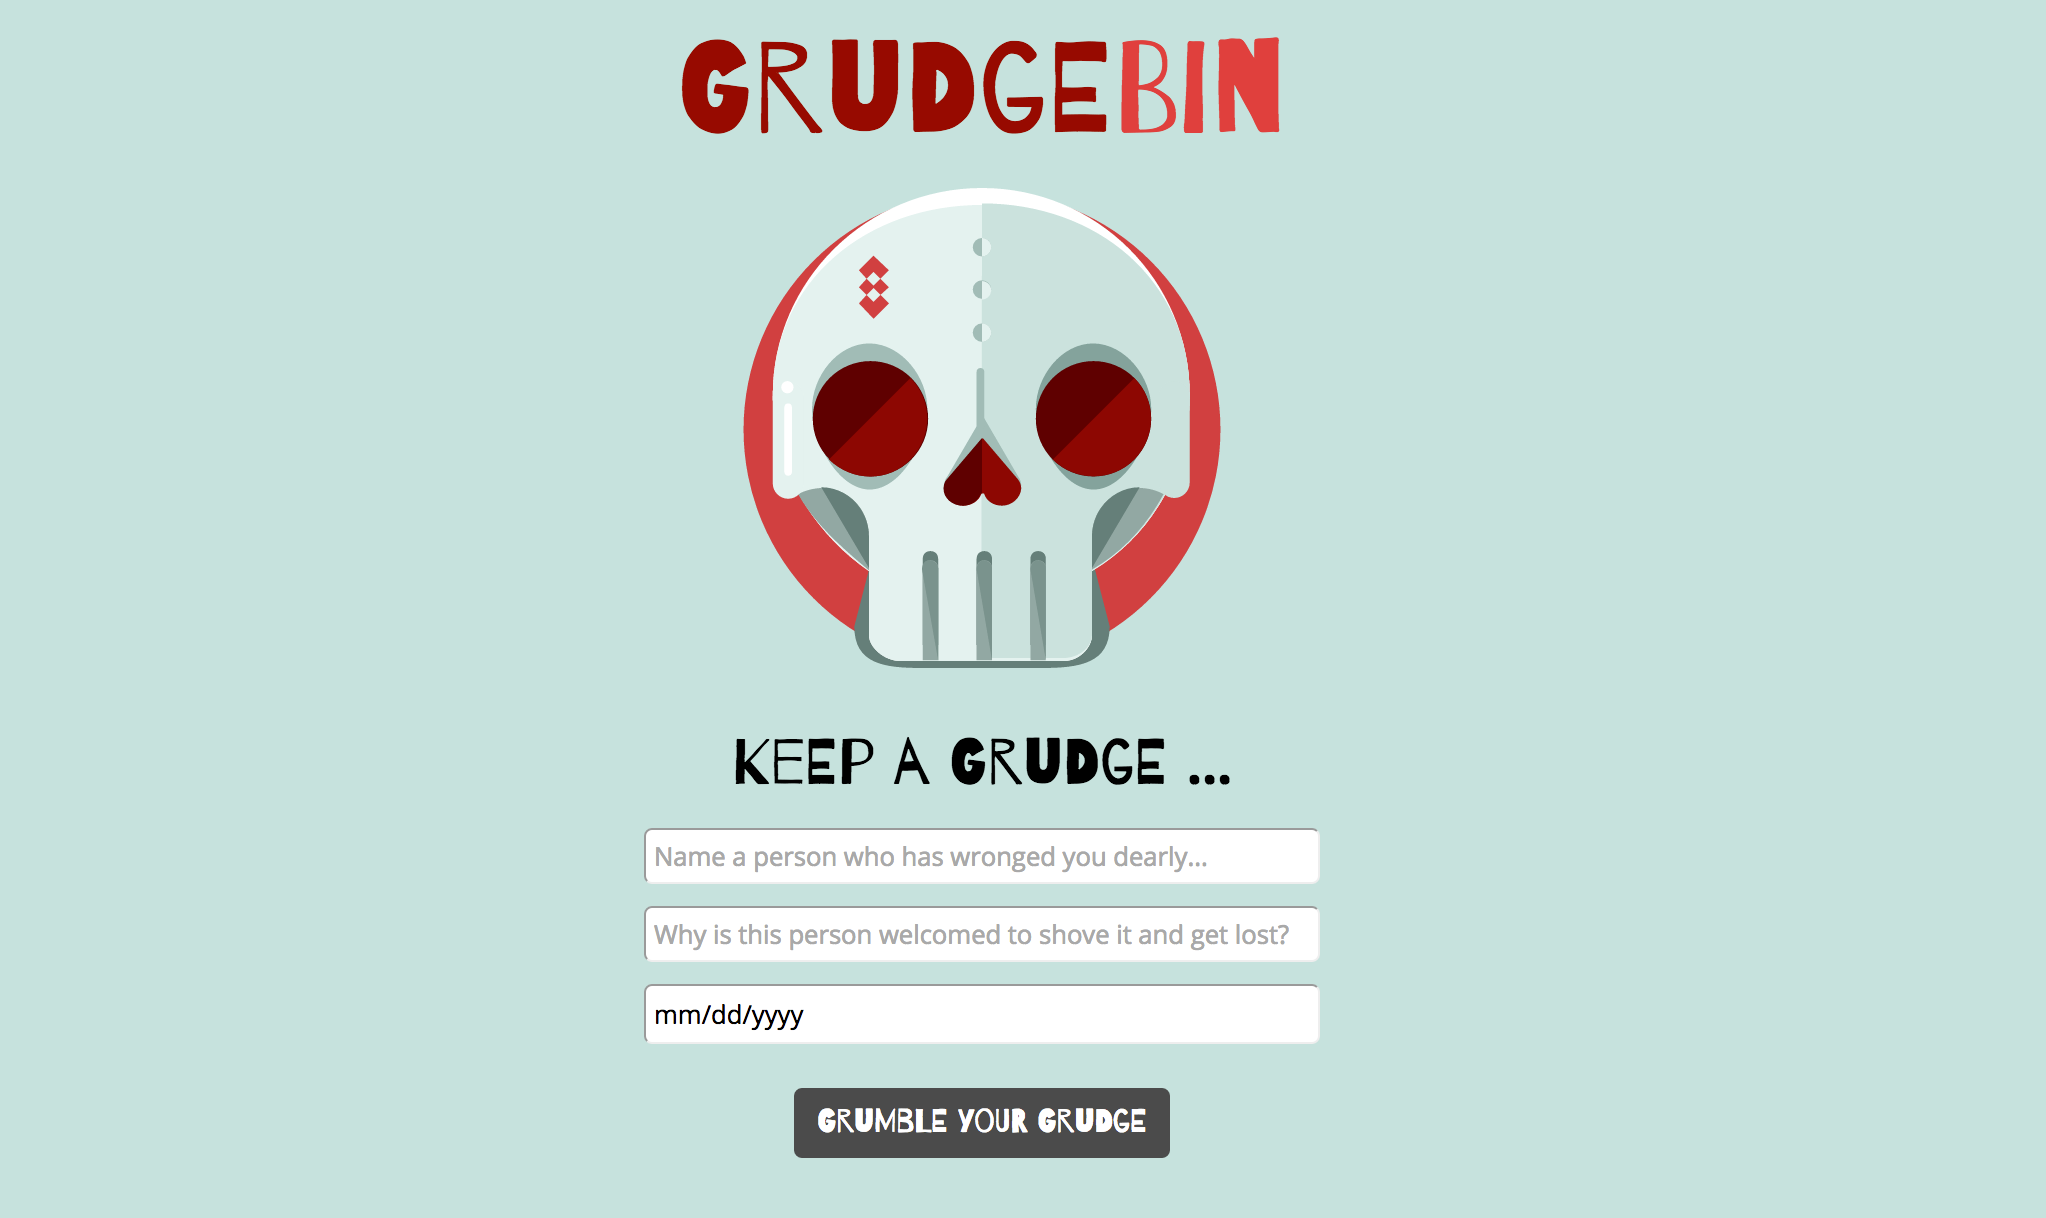 GRUDGEBIN
KEEP A GRUDGE ...
Name a person who has wronged you dearly...
Why is this person welcomed to shove it and get lost?
mm/dd/yyyy
GRUMBLE YOUR GRUDGE